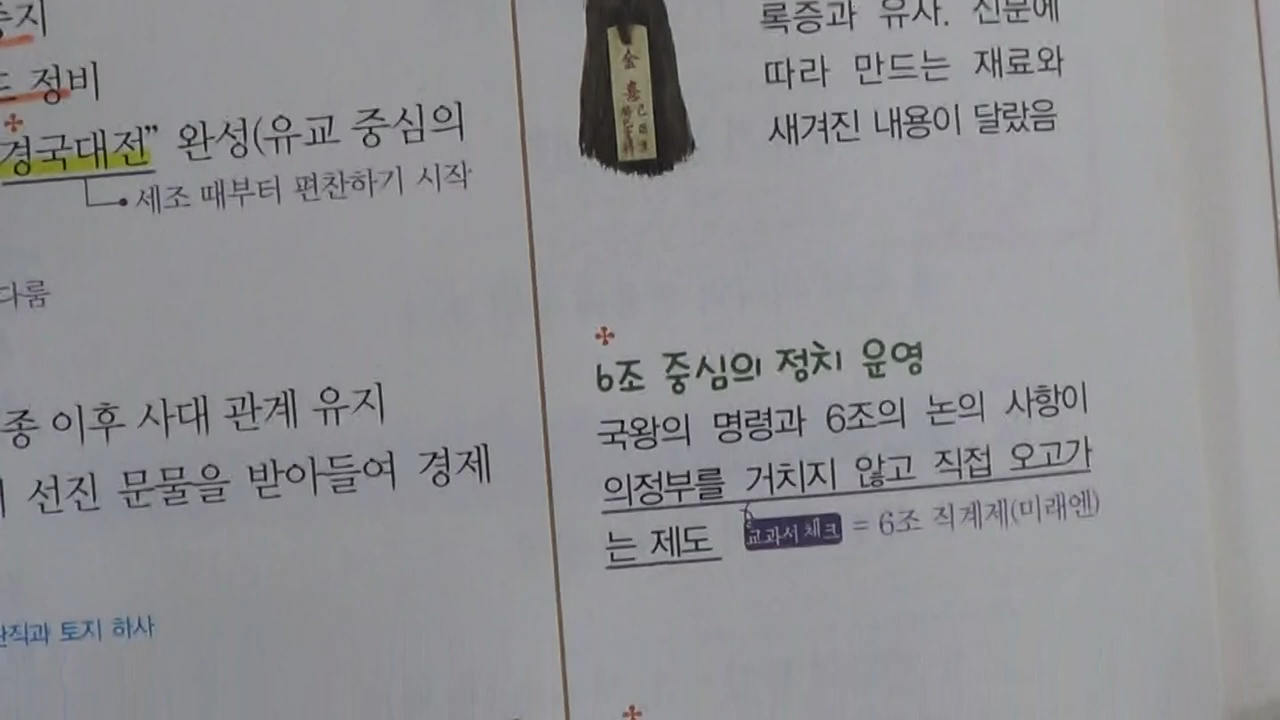 정비
경국대전” 완성(유교 중심의
세조 때부터 편찬하기 시작
다룸
종 이후 사대 관계 유지
선진 문물을 받아들여 경제
토지 하사
록증과 유사. 신분에
따라 만드는 재료와
새겨진 내용이 달랐음
6조 중심의 정치 운영
국왕의 명령과 6조의 논의 사항이
의정부를 거치지 않고 직접 오고가
는 제도 교과서 체크 = 6조 직계제(미래엔)